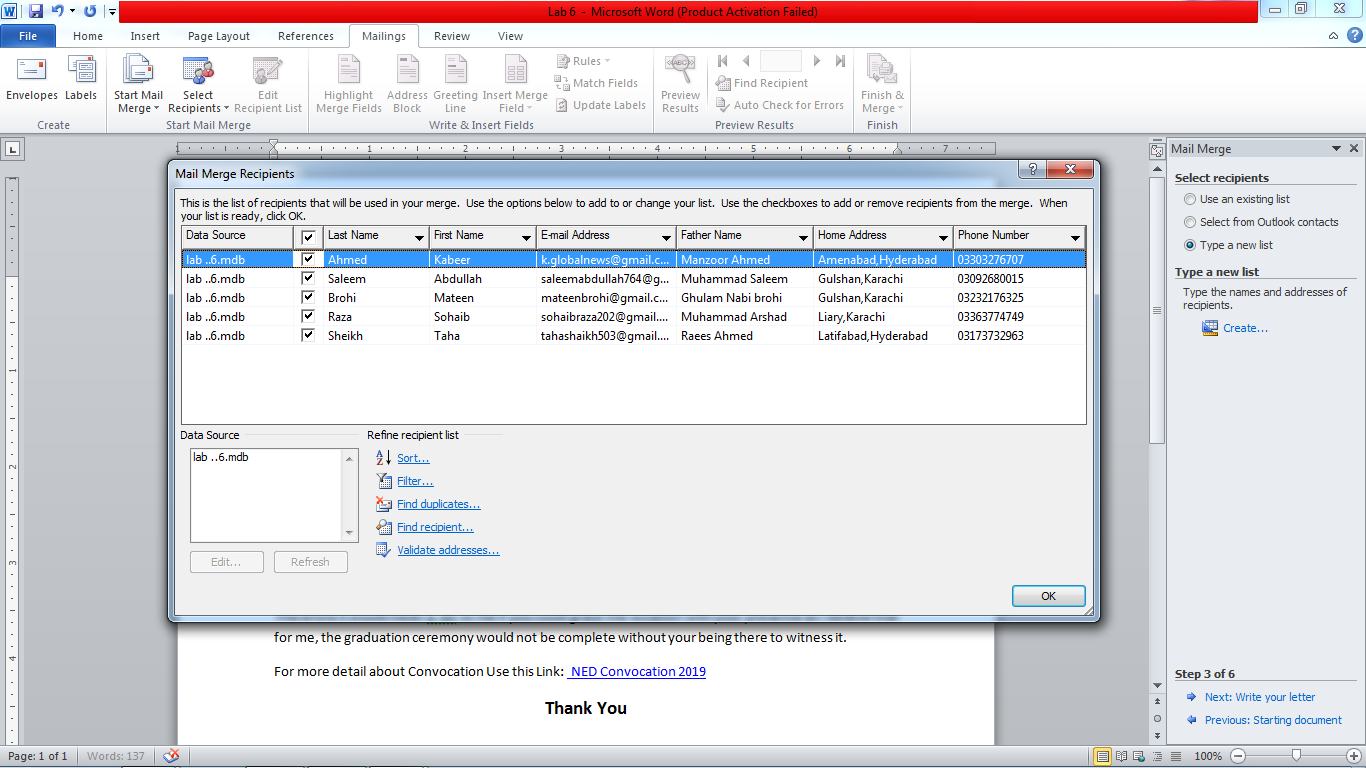 Lab 6 - Microsoft Word (Product Activation Failed)
File Home Insert Page Layout References Mailings Review View
Envelopes Labels Start Mail Merge Select Recipients Edit Recipient List Highlight Merge Fields Address Block Greeting Line Insert Merge Field Rules Match Fields Update Labels Preview Results Find Recipient Auto Check for Errors Finish & Merge
Create Start Mail Merge Write & Insert Fields Preview Results Finish
1 2 3 4 5 6 7
Mail Merge
Select recipients
Use an existing list
Select from Outlook contacts
Type a new list
Type a new list
Type the names and addresses of
recipients.
Create...
Step 3 of 6
Next: Write your letter
Previous: Starting document
Mail Merge Recipients
This is the list of recipients that will be used in your merge. Use the options below to add to or change your list. Use the checkboxes to add or remove recipients from the merge. When
your list is ready, click OK.
Data Source Last Name First Name E-mail Address Father Name Home Address Phone Number
lab ..6.mdb Ahmed Kabeer k.globalnews@gmail.c... Manzoor Ahmed Amenabad,Hyderabad 03303276707
lab ..6.mdb Saleem Abdullah saleemabdullah764@g... Muhammad Saleem Gulshan,Karachi 03092680015
lab ..6.mdb Brohi Mateen mateenbrohi@gmail.c... Ghulam Nabi brohi Gulshan,Karachi 03232176325
lab ..6.mdb Raza Sohaib sohaibraza202@gmail.... Muhammad Arshad Liary,Karachi 03363774749
lab ..6.mdb Sheikh Taha tahashaikh503@gmail.... Raees Ahmed Latifabad,Hyderabad 03173732963
Data Source
lab ..6.mdb
Edit... Refresh
Refine recipient list
Sort...
Filter...
Find duplicates...
Find recipient...
Validate addresses...
OK
for me, the graduation ceremony would not be complete without your being there to witness it.
For more detail about Convocation Use this Link: NED Convocation 2019
Thank You
Page: 1 of 1 Words: 137 100%